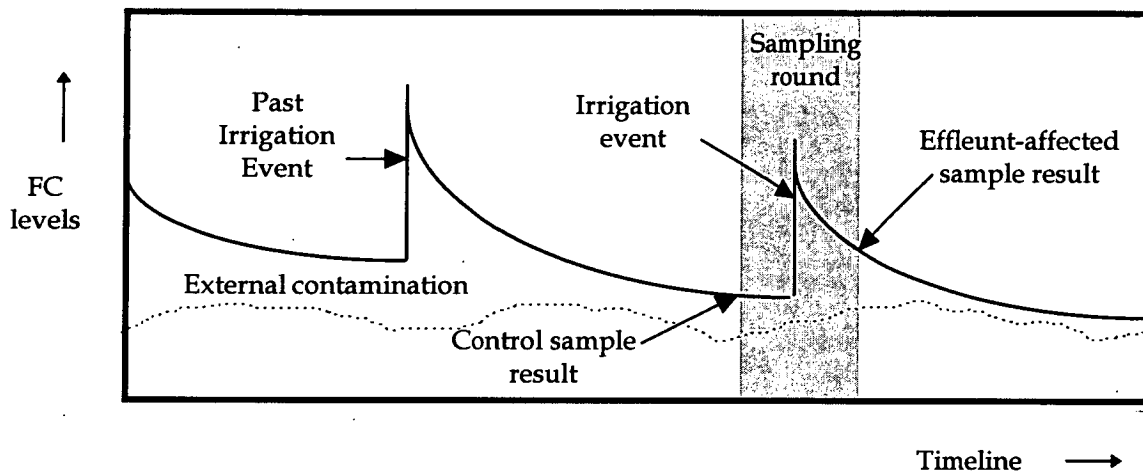 Sampling
round
Past
Irrigation
Event
Irrigation
event
Effleunt-affected
sample result
FC
levels
External contamination
Control sample
result
Timeline